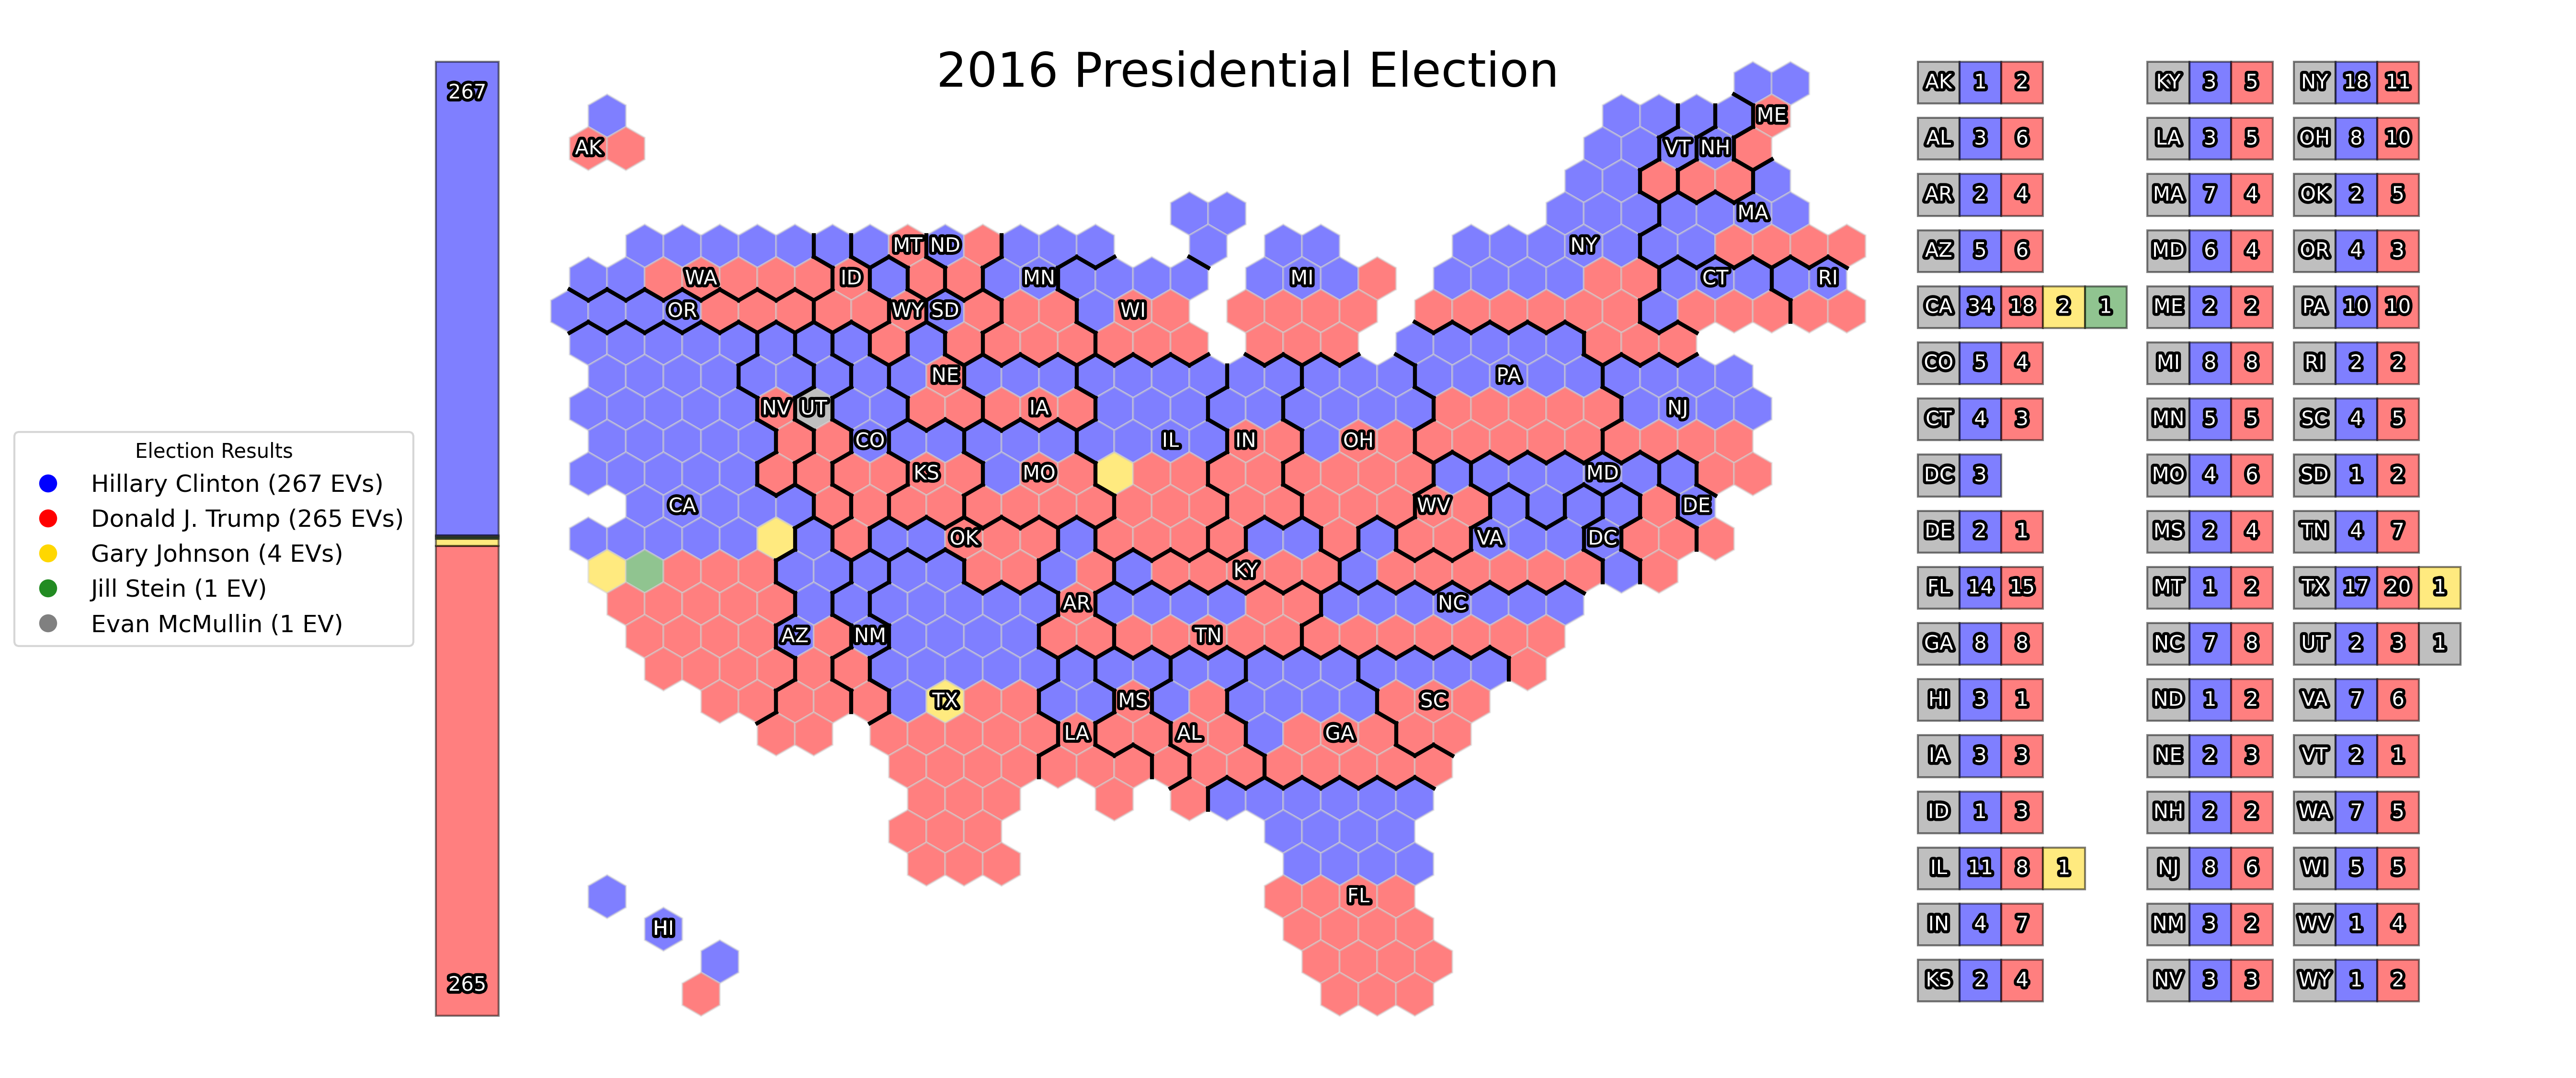 2016 Presidential Election
267
265
Election Results
Hillary Clinton (267 EVs)
Donald J. Trump (265 EVs)
Gary Johnson (4 EVs)
Jill Stein (1 EV)
Evan McMullin (1 EV)
AK
ME
VT NH
MA
WA ID MT ND MN MI NY CT RI
OR WY SD WI
NE PA
NV UT IA NJ
CO IL IN OH
KS MO MD
CA WV DE
OK VA DC
KY
AR NC
AZ NM TN
TX MS SC
LA AL GA
FL
HI
AK 1 2
AL 3 6
AR 2 4
AZ 5 6
CA 34 18 2 1
CO 5 4
CT 4 3
DC 3
DE 2 1
FL 14 15
GA 8 8
HI 3 1
IA 3 3
ID 1 3
IL 11 8 1
IN 4 7
KS 2 4
KY 3 5
LA 3 5
MA 7 4
MD 6 4
ME 2 2
MI 8 8
MN 5 5
MO 4 6
MS 2 4
MT 1 2
NC 7 8
ND 1 2
NE 2 3
NH 2 2
NJ 8 6
NM 3 2
NV 3 3
NY 18 11
OH 8 10
OK 2 5
OR 4 3
PA 10 10
RI 2 2
SC 4 5
SD 1 2
TN 4 7
TX 17 20 1
UT 2 3 1
VA 7 6
VT 2 1
WA 7 5
WI 5 5
WV 1 4
WY 1 2